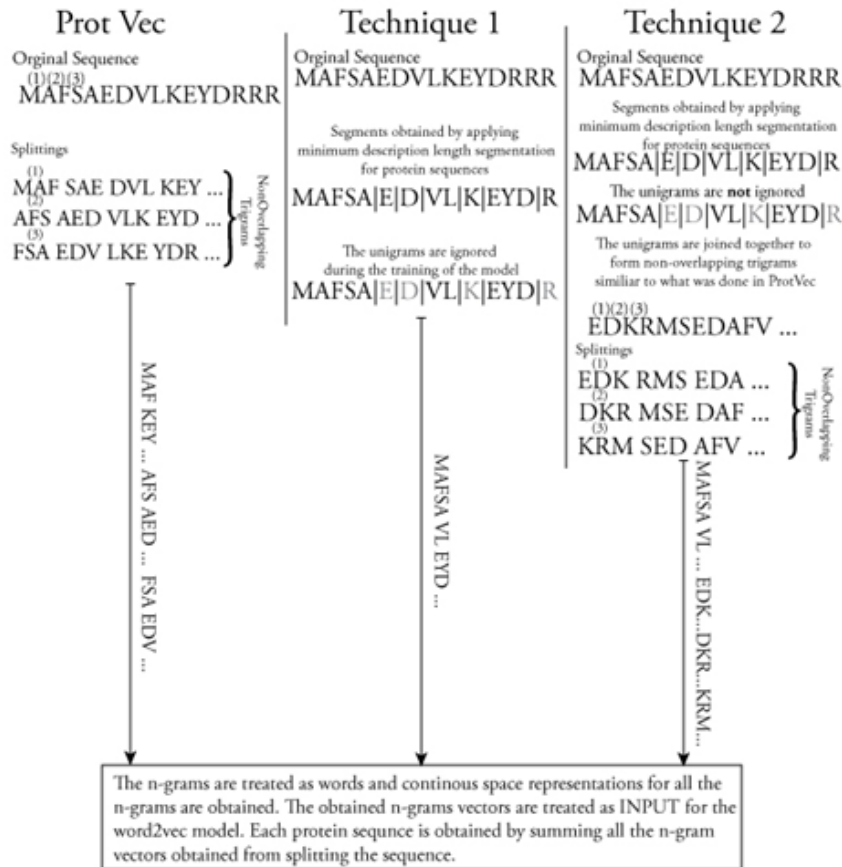 Prot Vec
Orginal Sequence
(1)(2)(3)
MAFSAEDVLKEYDRRR
Splittings
(1)
MAF SAE DVL KEY ...
(2)
AFS AED VLK EYD ...
(3)
FSA EDV LKE YDR ...
NonOverlapping
Trigrams
MAF KEY ... AFS AED ... FSA EDV ...
Technique 1
Orginal Sequence
MAFSAEDVLKEYDRRR
Segments obtained by applying
minimum description length segmentation
for protein sequences
MAFSA|E|D|VL|K|EYD|R
The unigrams are ignored
during the training of the model
MAFSA|E|D|VL|K|EYD|R
MAFSA VL EYD ...
Technique 2
Orginal Sequence
MAFSAEDVLKEYDRRR
Segments obtained by applying
minimum description length segmentation
for protein sequences
MAFSA|E|D|VL|K|EYD|R
The unigrams are not ignored
MAFSA|E|D|VL|K|EYD|R
The unigrams are joined together to
form non-overlapping trigrams
similiar to what was done in ProtVec
(1)(2)(3)
EDKRMSEDAFV ...
Splittings
(1)
EDK RMS EDA ...
(2)
DKR MSE DAF ...
(3)
KRM SED AFV ...
NonOverlapping
Trigrams
MAFSA VL ... EDK...DKR...KRM...
The n-grams are treated as words and continous space representations for all the
n-grams are obtained. The obtained n-grams vectors are treated as INPUT for the
word2vec model. Each protein sequnce is obtained by summing all the n-gram
vectors obtained from splitting the sequence.